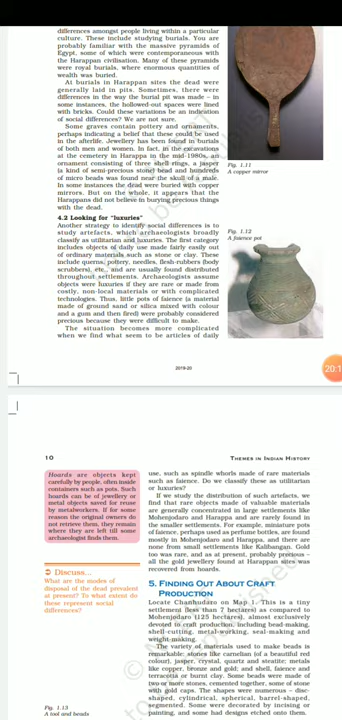 differences amongst people living within a particular
culture. These include studying burials. You are
probably familiar with the massive pyramids of
Egypt, some of which were contemporaneous with
the Harappan civilisation. Many of these pyramids
were royal burials, where enormous quantities of
wealth was buried.
At burials in Harappan sites the dead were
generally laid in pits. Sometimes, there were
differences in the way the burial pit was made – in
some instances, the hollowed-out spaces were lined
with bricks. Could these variations be an indication
of social differences? We are not sure.
Some graves contain pottery and ornaments,
perhaps indicating a belief that these could be used
in the afterlife. Jewellery has been found in burials
of both men and women. In fact, in the excavations
at the cemetery in Harappa in the mid-1980s, an
ornament consisting of three shell rings, a jasper
(a kind of semi-precious stone) bead and hundreds
of micro beads was found near the skull of a male.
In some instances the dead were buried with copper
mirrors. But on the whole, it appears that the
Harappans did not believe in burying precious things
with the dead.
Fig. 1.11
A copper mirror
4.2 Looking for "luxuries"
Another strategy to identify social differences is to
study artefacts, which archaeologists broadly
classify as utilitarian and luxuries. The first category
includes objects of daily use made fairly easily out
of ordinary materials such as stone or clay. These
include querns, pottery, needles, flesh-rubbers (body
scrubbers), etc., and are usually found distributed
throughout settlements. Archaeologists assume
objects were luxuries if they are rare or made from
costly, non-local materials or with complicated
technologies. Thus, little pots of faience (a material
made of ground sand or silica mixed with colour
and a gum and then fired) were probably considered
precious because they were difficult to make.
The situation becomes more complicated
when we find what seem to be articles of daily
Fig. 1.12
A faience pot
2019-20
20:1
10
THEMES IN INDIAN HISTORY
Hoards are objects kept
carefully by people, often inside
containers such as pots. Such
hoards can be of jewellery or
metal objects saved for reuse
by metalworkers. If for some
reason the original owners do
not retrieve them, they remain
where they are left till some
archaeologist finds them.
Discuss...
What are the modes of
disposal of the dead prevalent
at present? To what extent do
these represent social
differences?
Fig. 1.13
A tool and beads
use, such as spindle whorls made of rare materials
such as faience. Do we classify these as utilitarian
or luxuries?
If we study the distribution of such artefacts, we
find that rare objects made of valuable materials
are generally concentrated in large settlements like
Mohenjodaro and Harappa and are rarely found in
the smaller settlements. For example, miniature pots
of faience, perhaps used as perfume bottles, are found
mostly in Mohenjodaro and Harappa, and there are
none from small settlements like Kalibangan. Gold
too was rare, and as at present, probably precious –
all the gold jewellery found at Harappan sites was
recovered from hoards.
5. FINDING OUT ABOUT CRAFT
PRODUCTION
Locate Chanhudaro on Map 1. This is a tiny
settlement (less than 7 hectares) as compared to
Mohenjodaro (125 hectares), almost exclusively
devoted to craft production, including bead-making,
shell-cutting, metal-working, seal-making and
weight-making.
The variety of materials used to make beads is
remarkable: stones like carnelian (of a beautiful red
colour), jasper, crystal, quartz and steatite; metals
like copper, bronze and gold; and shell, faience and
terracotta or burnt clay. Some beads were made of
two or more stones, cemented together, some of stone
with gold caps. The shapes were numerous – disc-
shaped, cylindrical, spherical, barrel-shaped,
segmented. Some were decorated by incising or
painting, and some had designs etched onto them.